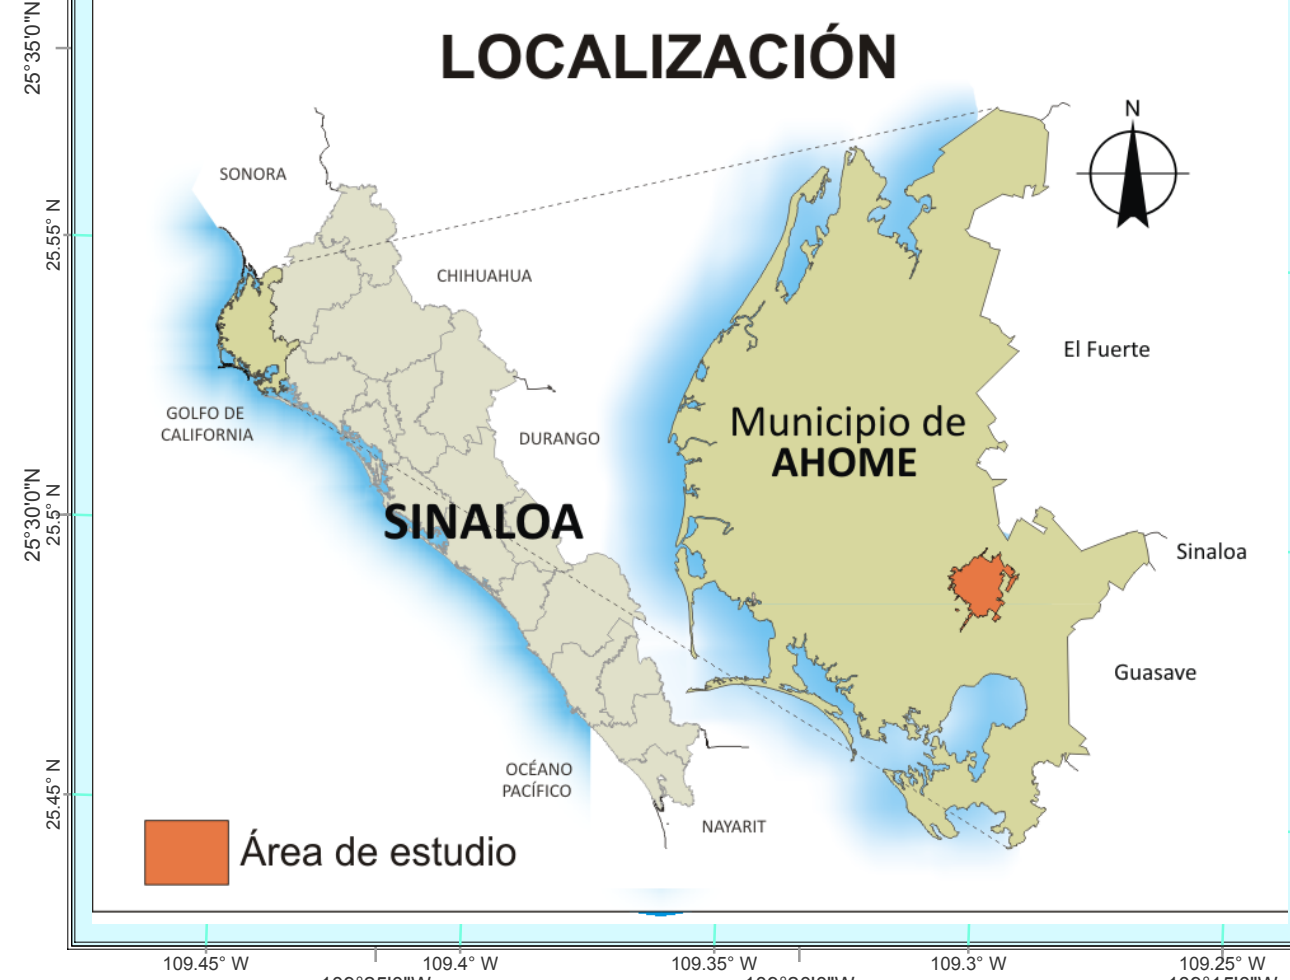 LOCALIZACIÓN
25°35'0"N
N
SONORA
25.55° N
CHIHUAHUA
El Fuerte
GOLFO DE
CALIFORNIA
DURANGO
Municipio de
AHOME
25°30'0"N
25.5° N
SINALOA
Sinaloa
Guasave
OCÉANO
PACÍFICO
25.45° N
NAYARIT
Área de estudio
109.45° W
109.4° W
109.35° W
109.3° W
109.25° W